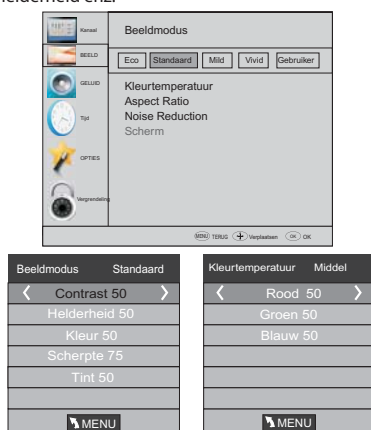 Helderheid enz.
Kanaal
Beeldmodus
BEELD
Eco Standaard Mild Vivid Gebruiker
GELUID
Kleurtemperatuur
Aspect Ratio
Noise Reduction
Scherm
Tijd
OPTIES
Vergrendeling
MENU TERUG Verplaatsen OK OK
Beeldmodus Standaard
Contrast 50
Helderheid 50
Kleur 50
Scherpte 75
Tint 50
MENU
Kleurtemperatuur Middel
Rood 50
Groen 50
Blauw 50
MENU